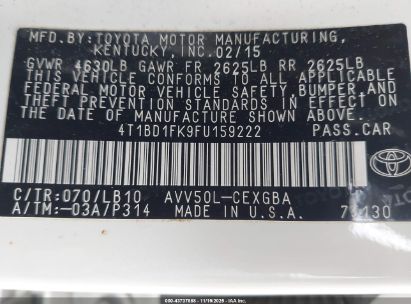 MFD.BY:TOYOTA MOTOR MANUFACTURING,
KENTUCKY, INC. 02/15
GVWR 4630LB GAWR FR 2625LB RR 2625LB
THIS VEHICLE CONFORMS TO ALL APPLICABLE
FEDERAL MOTOR VEHICLE SAFETY, BUMPER,
AND THEFT PREVENTION STANDARDS IN EFFECT ON
THE DATE OF MANUFACTURE SHOWN ABOVE.
4T1BD1FK9FU159222 PASS.CAR
C/TR:070/LB10 AVV50L-CEXGBA
A/TM:-03A/P314 MADE IN U.S.A.
TOYOTA